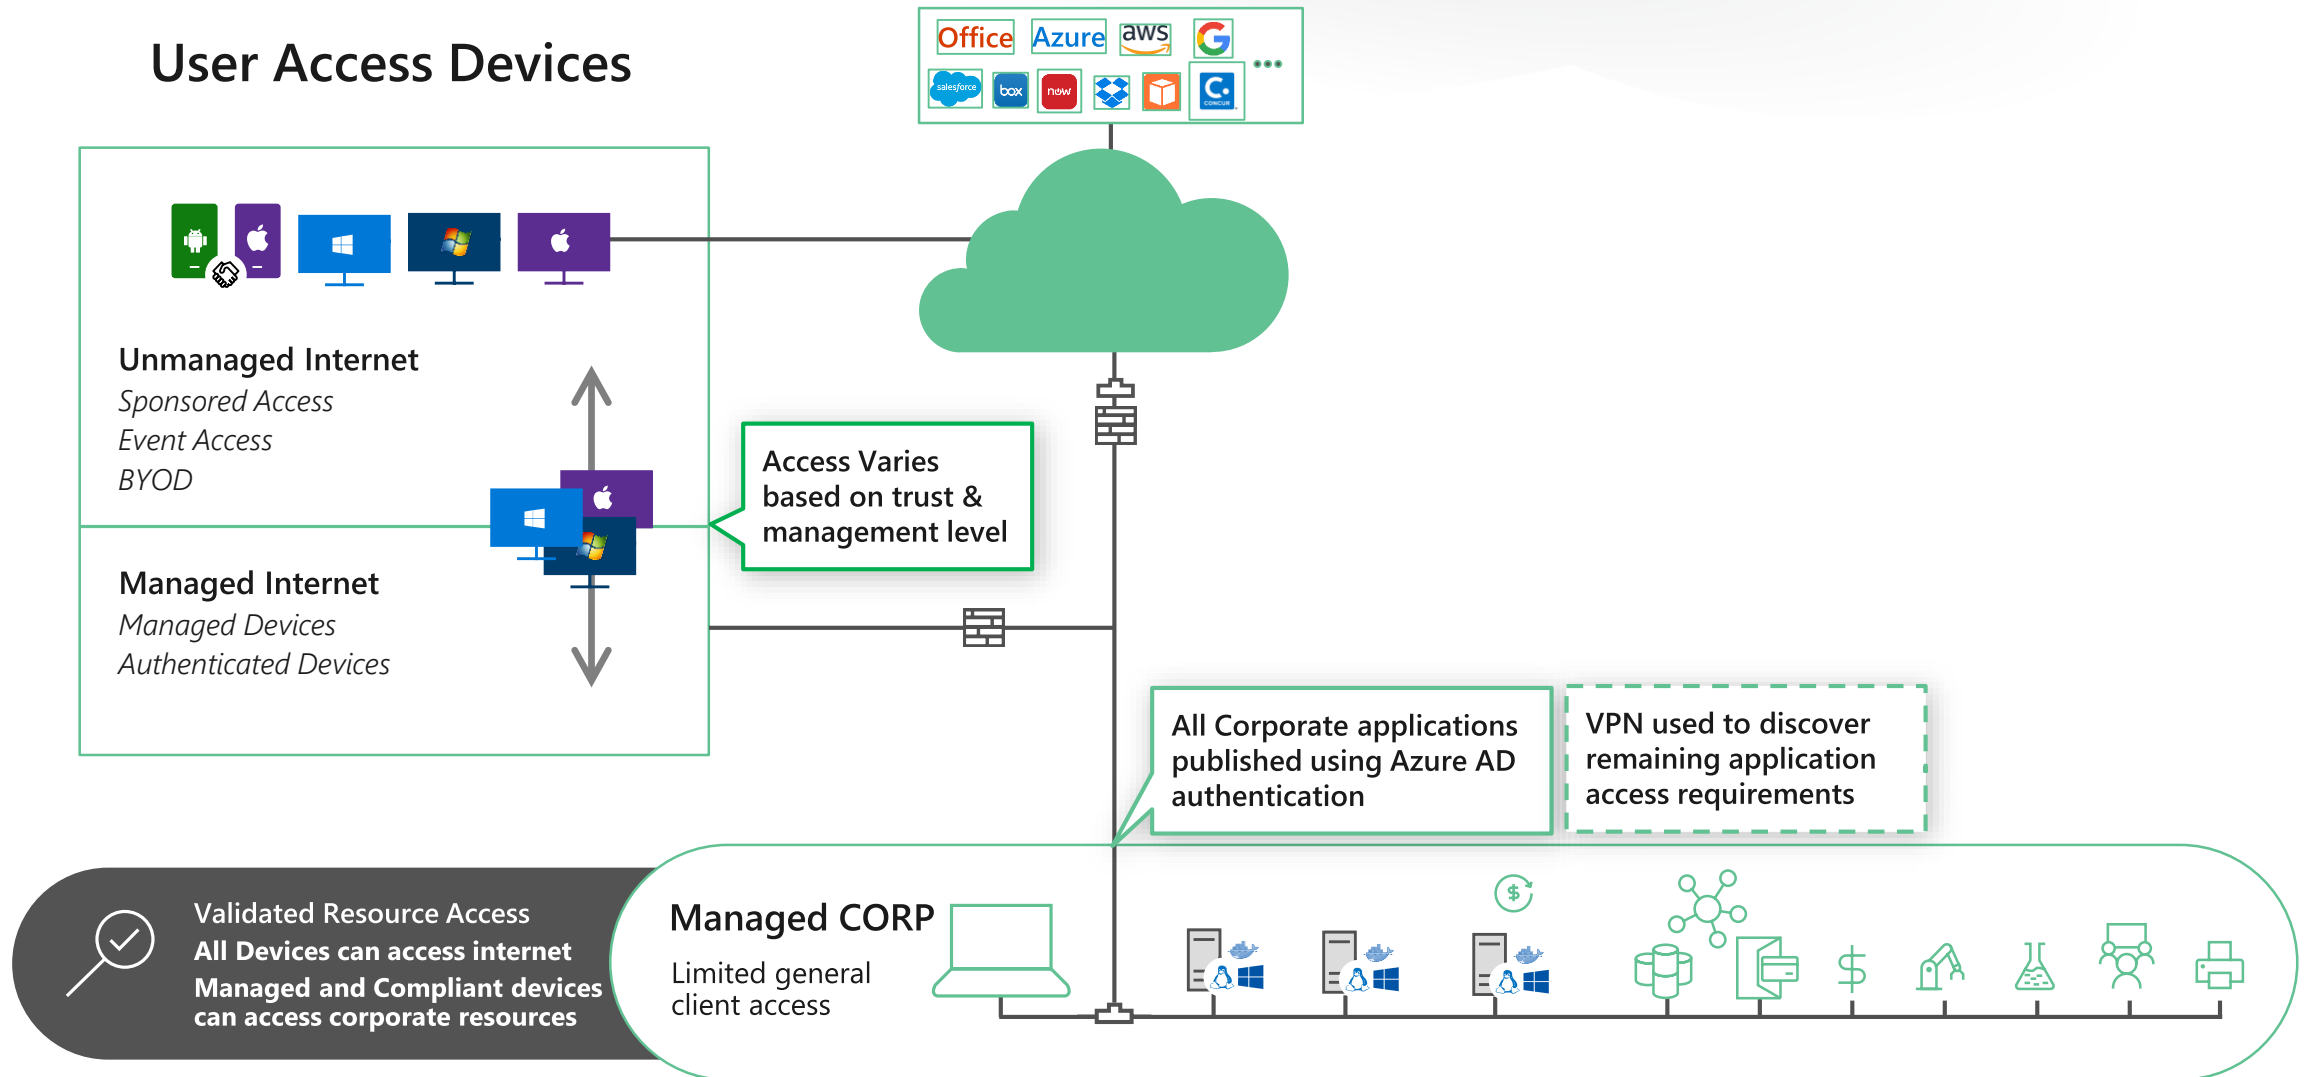 User Access Devices
Office Azure aws
salesforce box now CONCUR
Unmanaged Internet
Sponsored Access
Event Access
BYOD
Access Varies
based on trust &
management level
Managed Internet
Managed Devices
Authenticated Devices
All Corporate applications
published using Azure AD
authentication
VPN used to discover
remaining application
access requirements
Validated Resource Access
All Devices can access internet
Managed and Compliant devices
can access corporate resources
Managed CORP
Limited general
client access
$
$